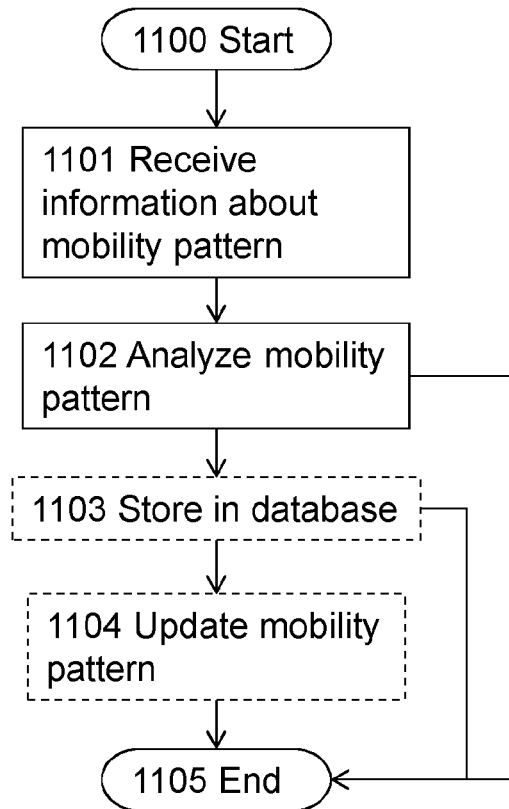 1100 Start
1101 Receive
information about
mobility pattern
1102 Analyze mobility
pattern
1103 Store in database
1104 Update mobility
pattern
1105 End